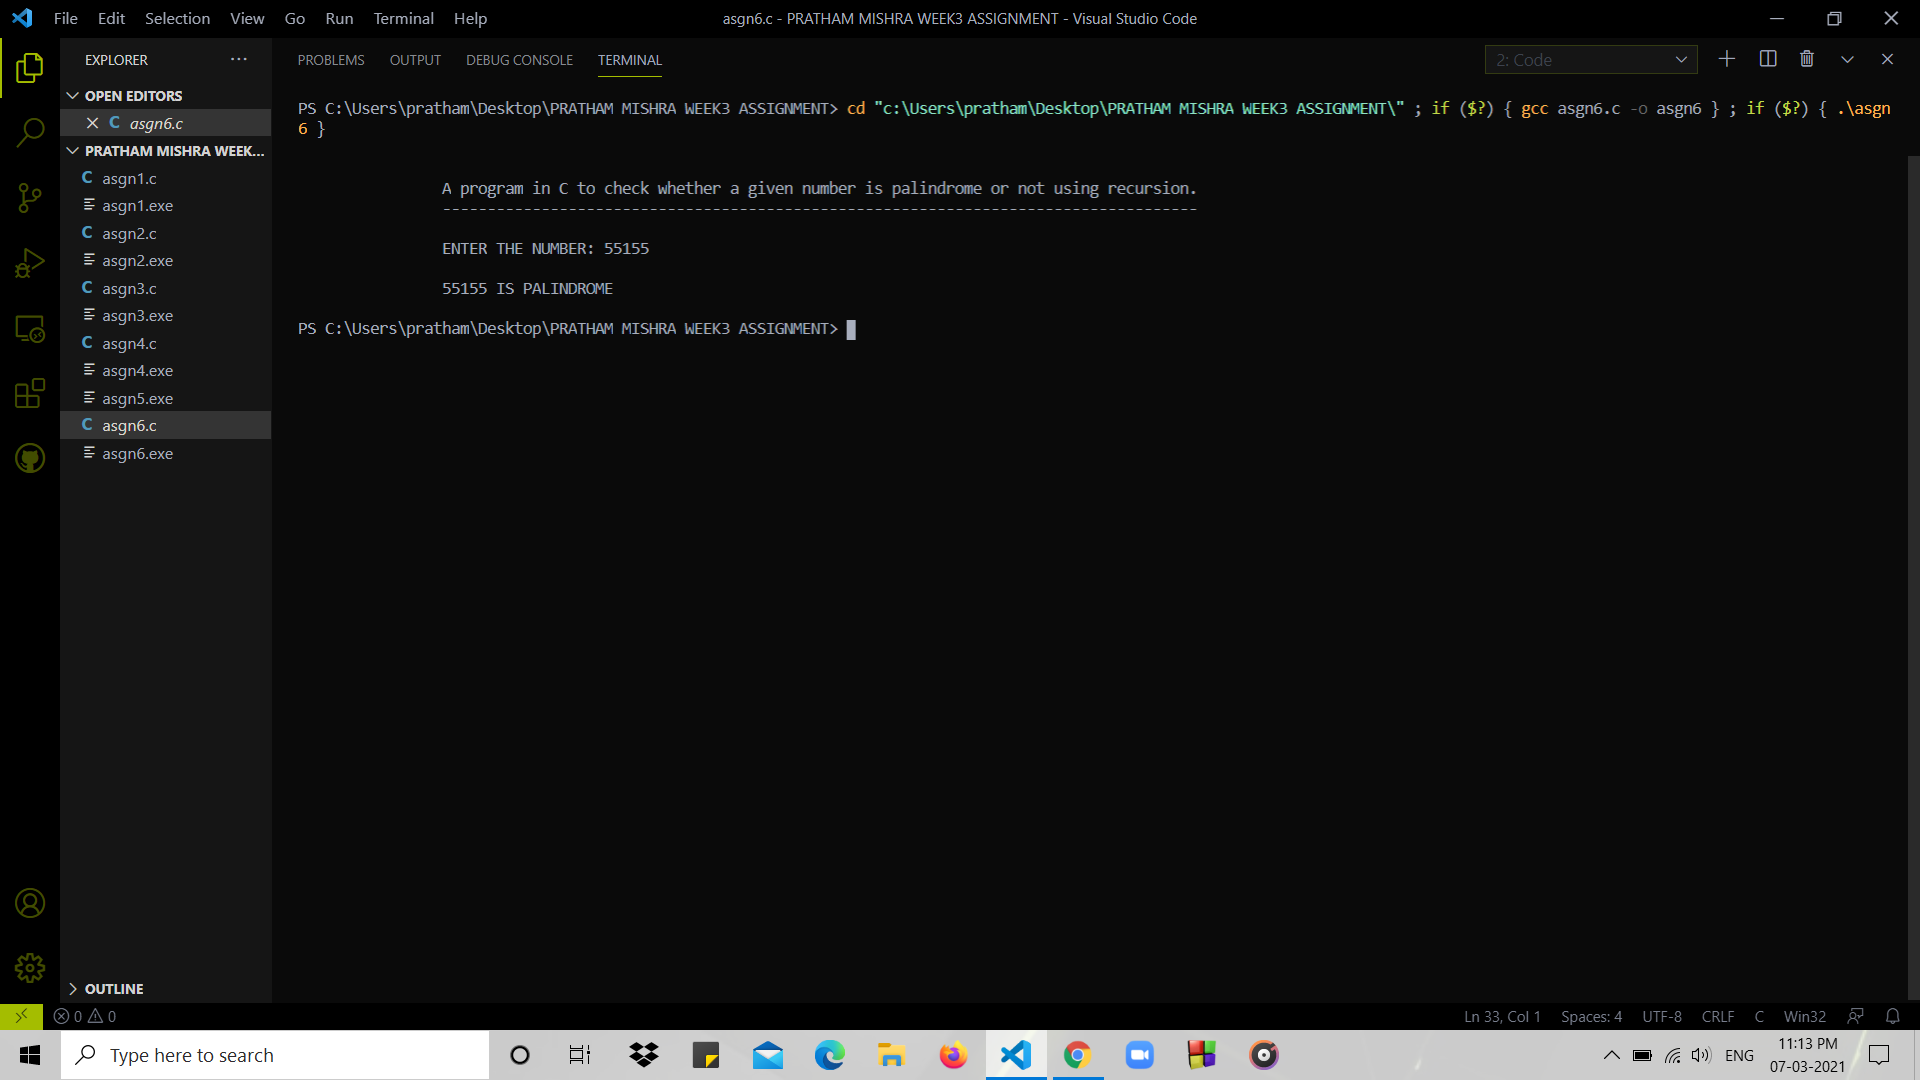 File Edit Selection View Go Run Terminal Help
asgn6.c - PRATHAM MISHRA WEEK3 ASSIGNMENT - Visual Studio Code
EXPLORER
OPEN EDITORS
asgn6.c
PRATHAM MISHRA WEEK...
asgn1.c
asgn1.exe
asgn2.c
asgn2.exe
asgn3.c
asgn3.exe
asgn4.c
asgn4.exe
asgn5.exe
asgn6.c
asgn6.exe
OUTLINE
PROBLEMS OUTPUT DEBUG CONSOLE TERMINAL
2: Code
PS C:\Users\pratham\Desktop\PRATHAM MISHRA WEEK3 ASSIGNMENT> cd "c:\Users\pratham\Desktop\PRATHAM MISHRA WEEK3 ASSIGNMENT\" ; if ($?) { gcc asgn6.c -o asgn6 } ; if ($?) { .\asgn
6 }
A program in C to check whether a given number is palindrome or not using recursion.
------------------------------------------------------------------------------------
ENTER THE NUMBER: 55155
55155 IS PALINDROME
PS C:\Users\pratham\Desktop\PRATHAM MISHRA WEEK3 ASSIGNMENT>
0 0
Ln 33, Col 1 Spaces: 4 UTF-8 CRLF C Win32
Type here to search
ENG
11:13 PM
07-03-2021